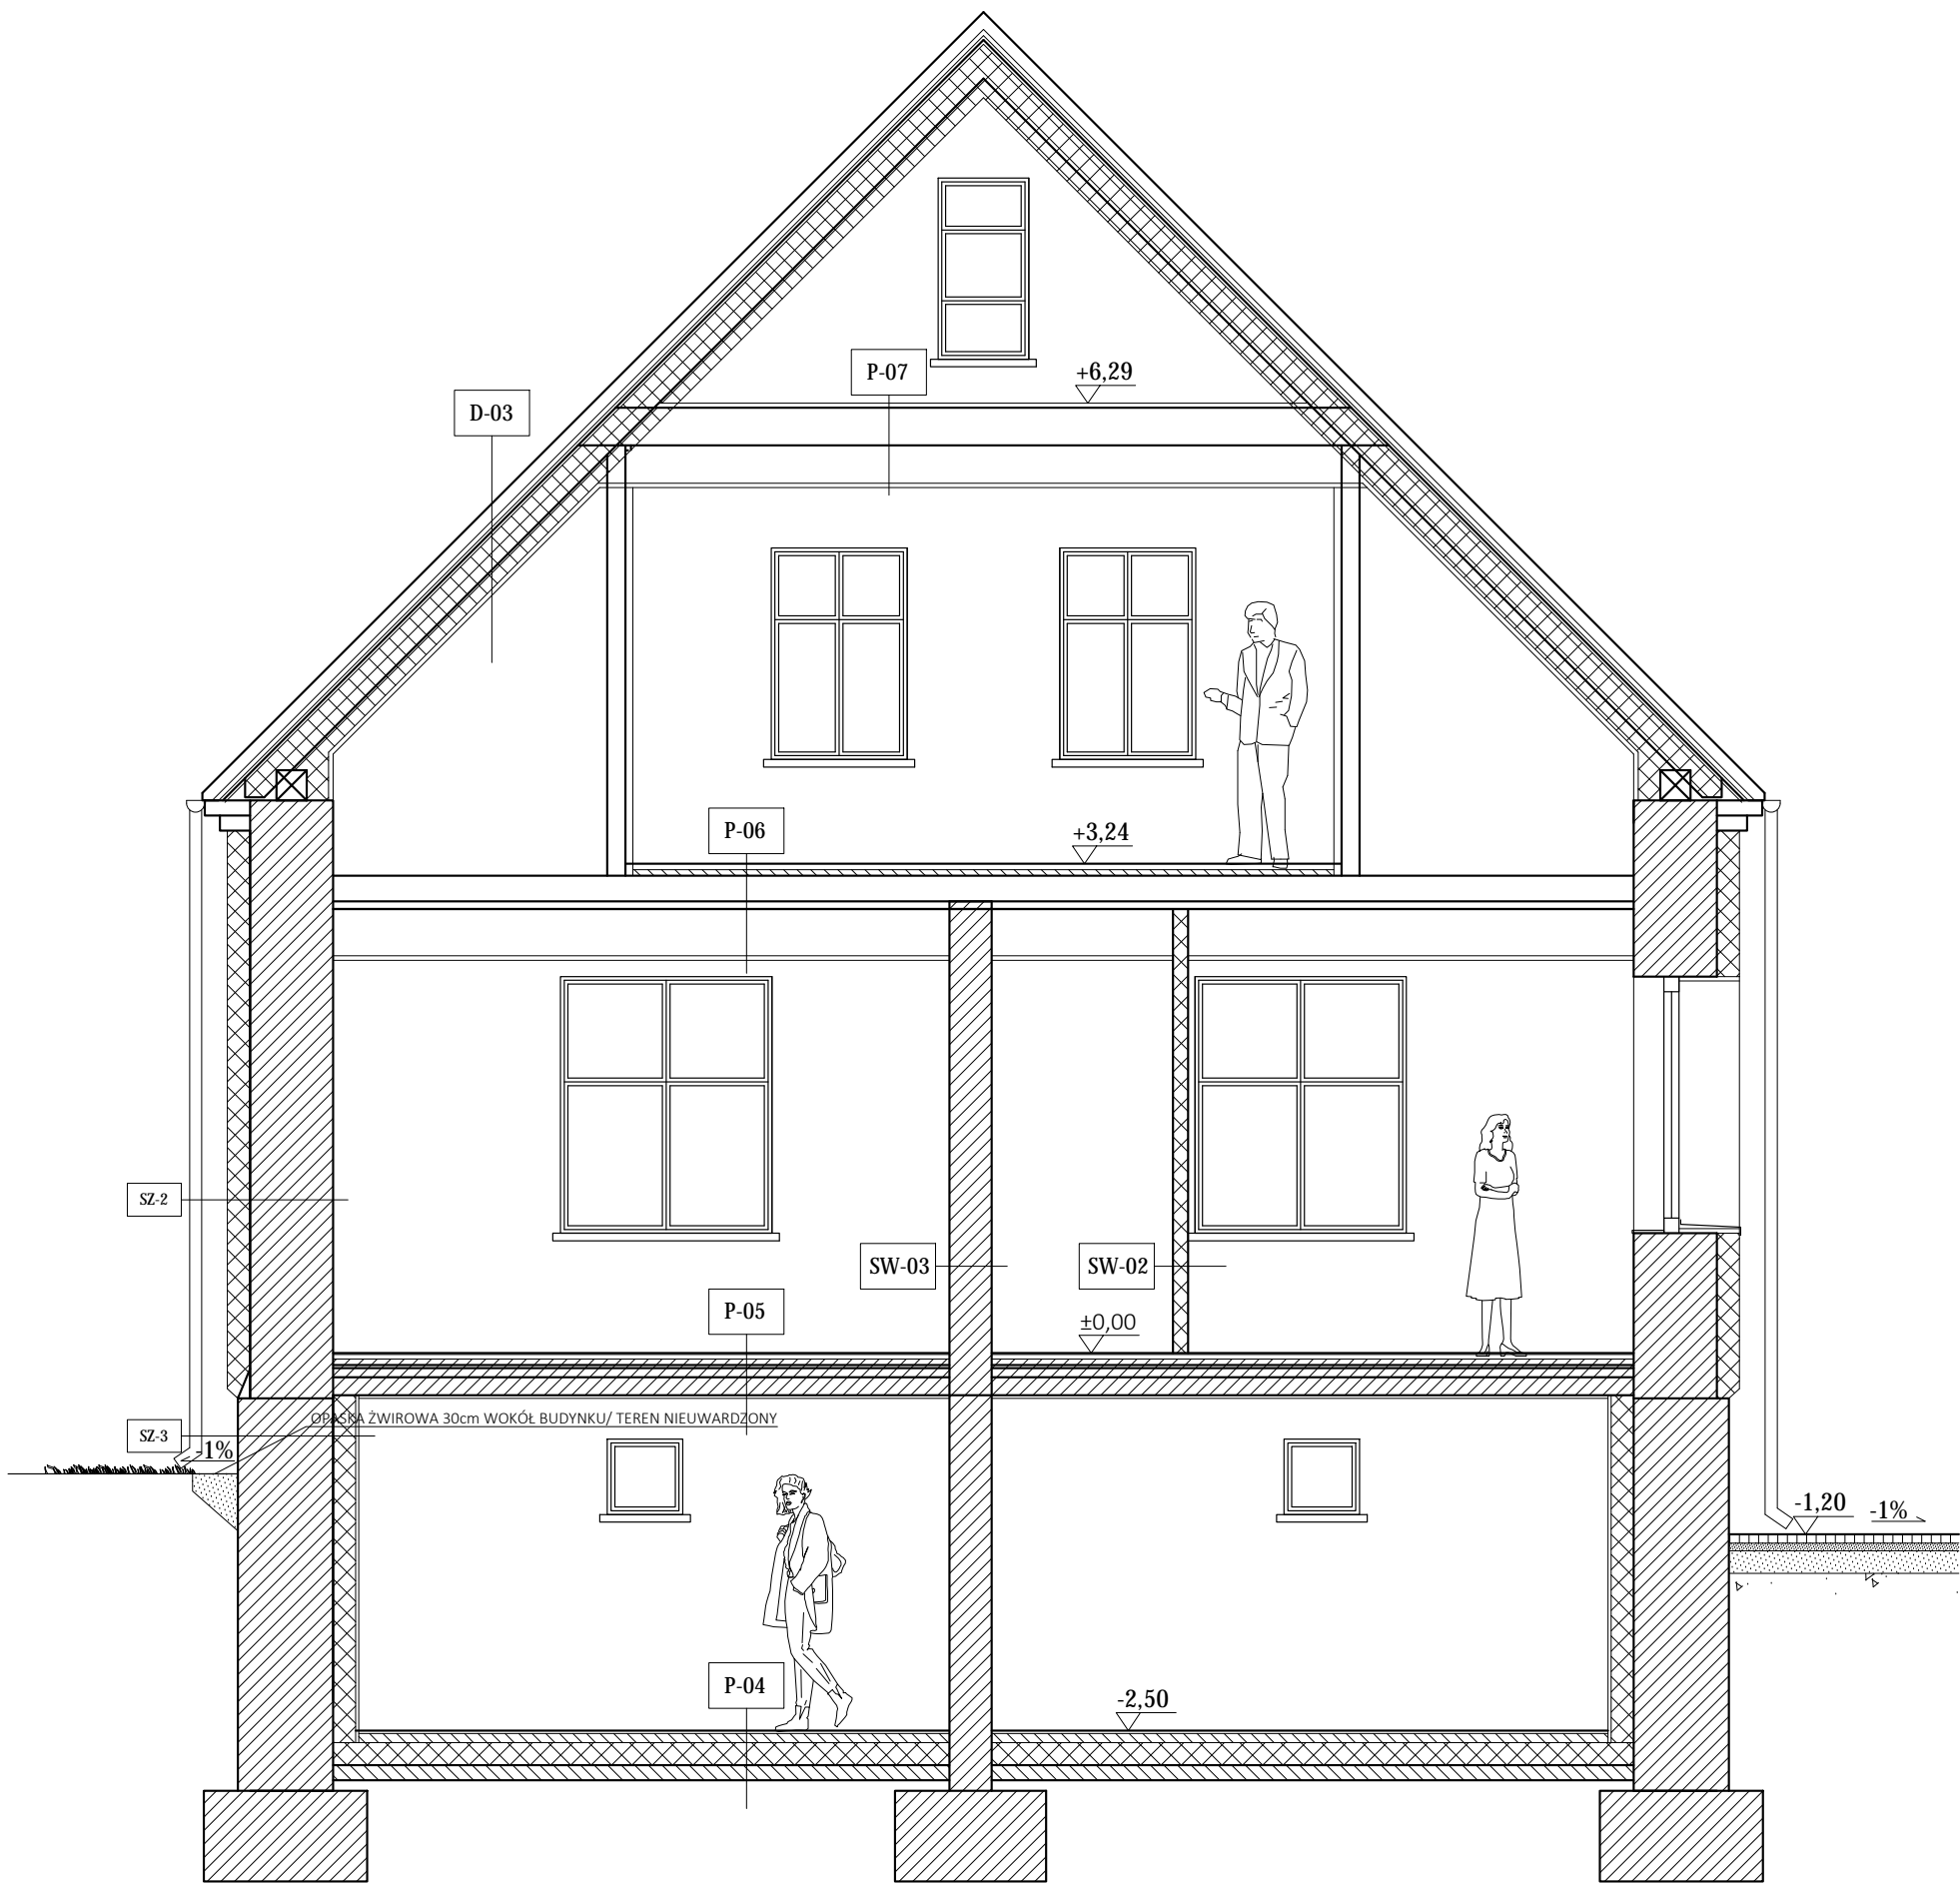 P-07
+6,29
D-03
P-06
+3,24
SZ-2
SW-03
SW-02
P-05
±0,00
OPASKA ŻWIROWA 30cm WOKÓŁ BUDYNKU/ TEREN NIEUWARDZONY
SZ-3
-1%
-1,20
-1%
P-04
-2,50